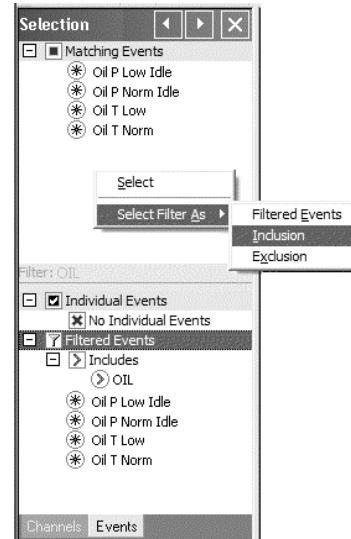 Selection
Matching Events
Oil P Low Idle
Oil P Norm Idle
Oil T Low
Oil T Norm
Select
Select Filter As
Filtered Events
Inclusion
Exclusion
Filter: OIL
Individual Events
No Individual Events
Filtered Events
Includes
OIL
Oil P Low Idle
Oil P Norm Idle
Oil T Low
Oil T Norm
Channels Events